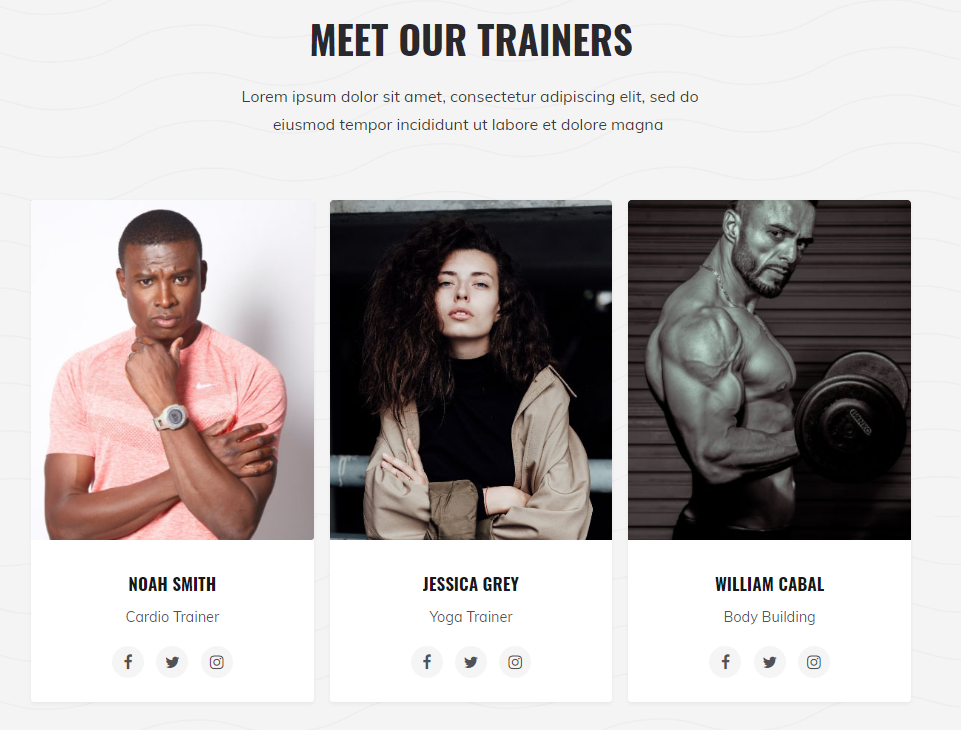 MEET OUR TRAINERS
Lorem ipsum dolor sit amet, consectetur adipiscing elit, sed do
eiusmod tempor incididunt ut labore et dolore magna
NOAH SMITH
Cardio Trainer
JESSICA GREY
Yoga Trainer
WILLIAM CABAL
Body Building